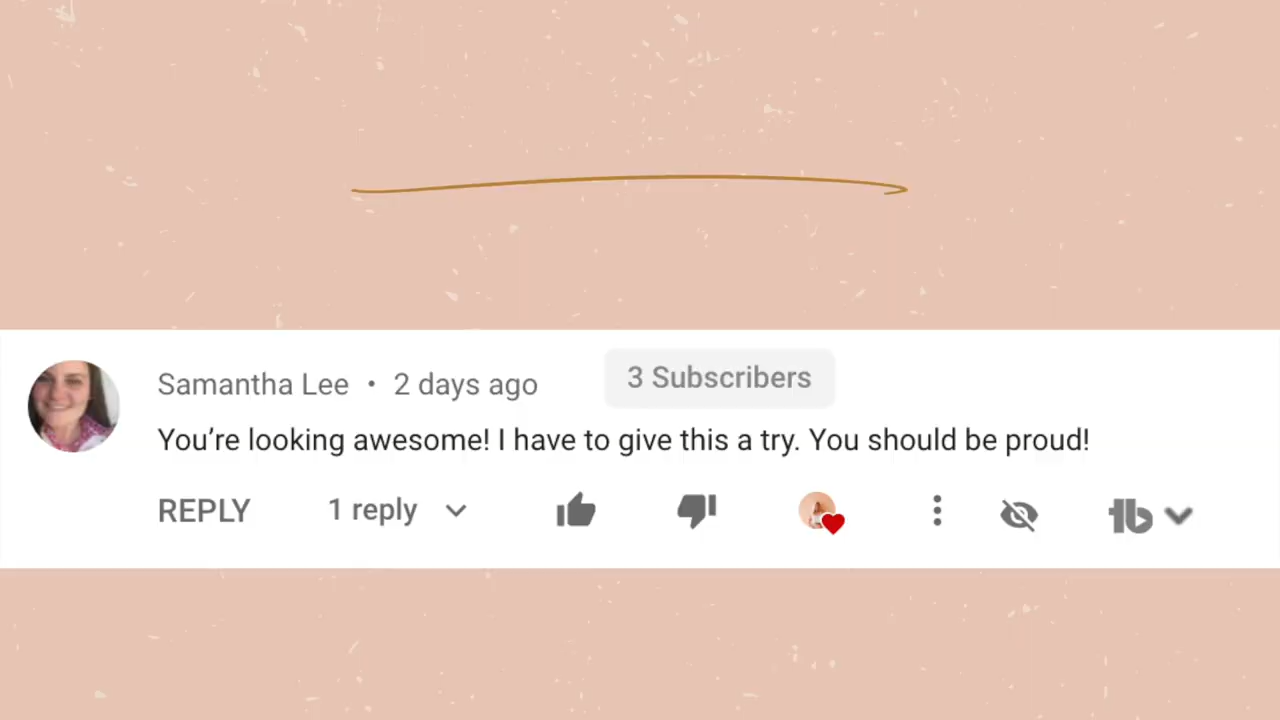 Samantha Lee • 2 days ago 3 Subscribers
You’re looking awesome! I have to give this a try. You should be proud!
REPLY 1 reply tb